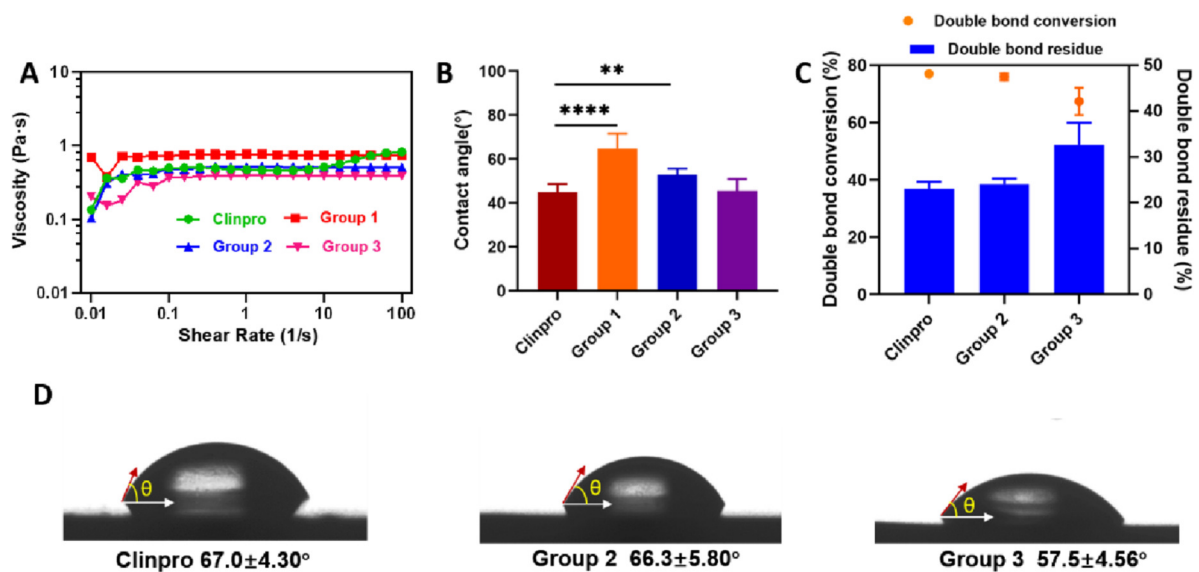 A
Viscosity (Pa·s)
10
1
0.1
0.01
Clinpro
Group 1
Group 2
Group 3
0.01
0.1
1
10
100
Shear Rate (1/s)
B
Contact angle(°)
100
80
60
40
20
0
**
****
Clinpro
Group 1
Group 2
Group 3
Double bond conversion
Double bond residue
C
Double bond conversion (%)
80
60
40
20
0
50
40
30
20
10
0
Double bond residue (%)
Clinpro
Group 2
Group 3
D
θ
θ
θ
Clinpro 67.0±4.30°
Group 2 66.3±5.80°
Group 3 57.5±4.56°